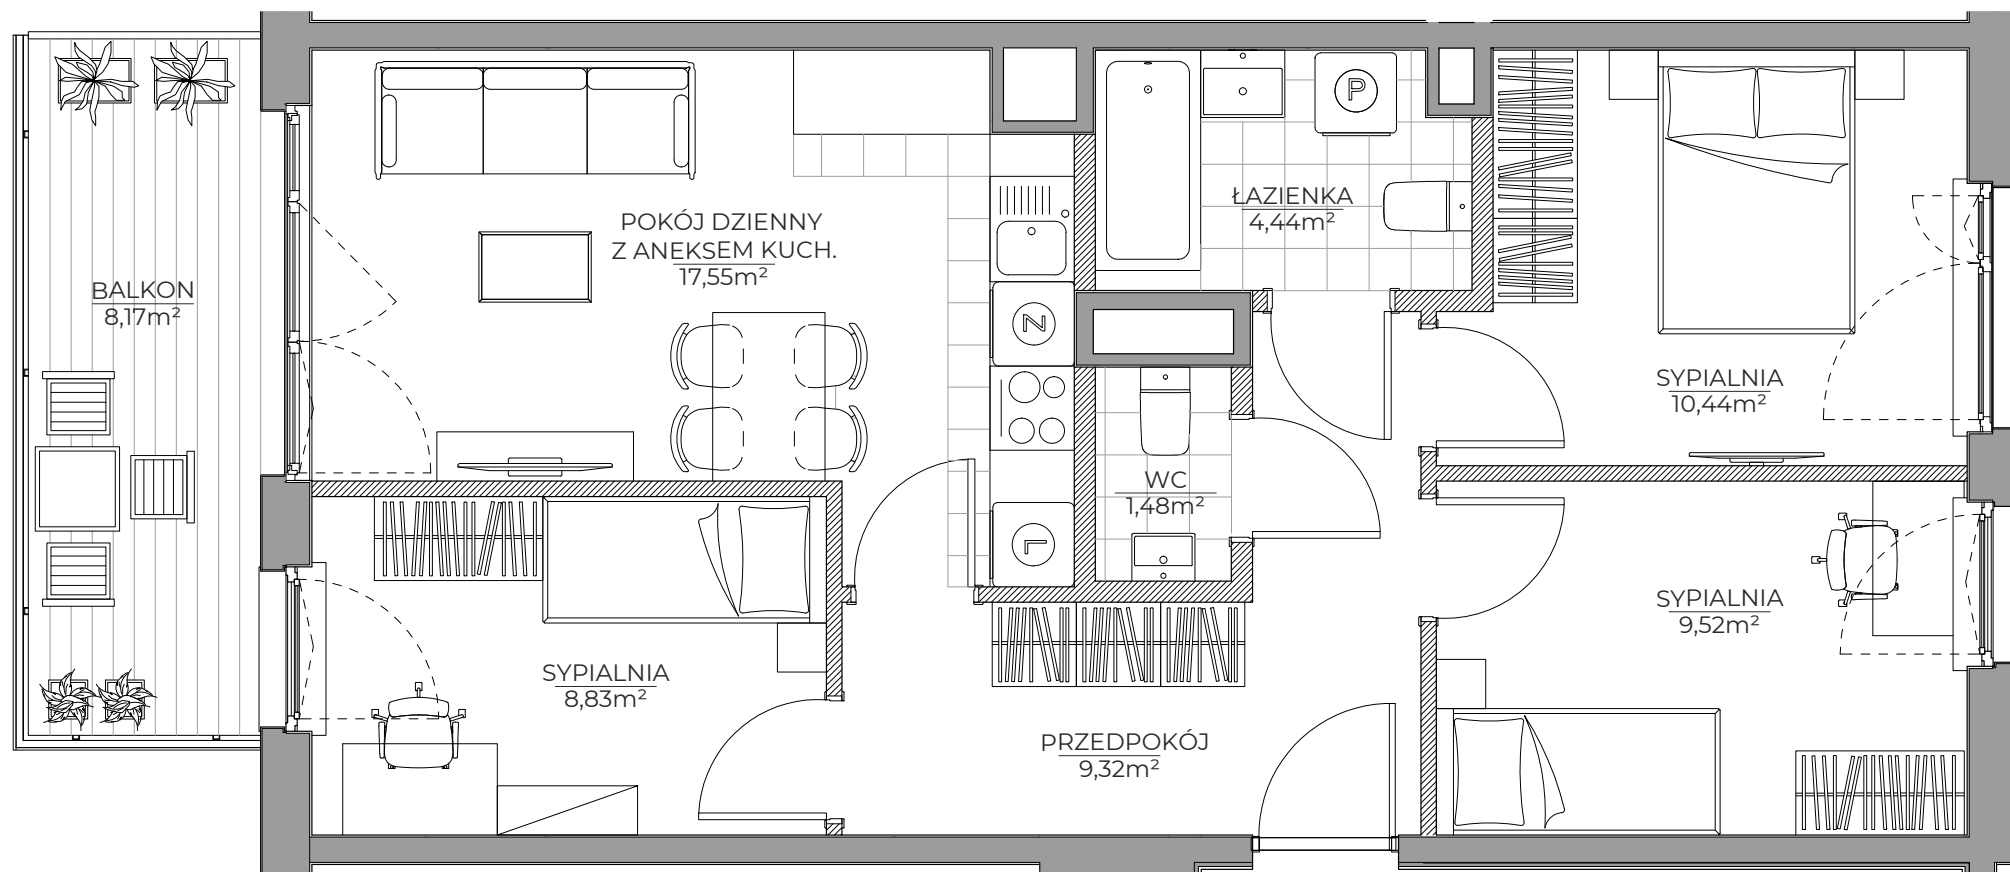 BALKON
8,17m²
POKÓJ DZIENNY
Z ANEKSEM KUCH.
17,55m²
N
L
P
ŁAZIENKA
4,44m²
WC
1,48m²
SYPIALNIA
10,44m²
SYPIALNIA
9,52m²
SYPIALNIA
8,83m²
PRZEDPOKÓJ
9,32m²